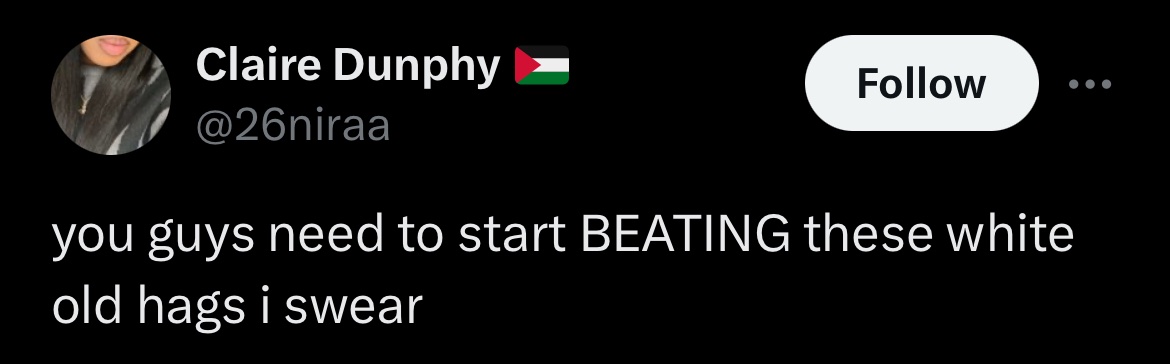 Claire Dunphy 🇵🇸
Follow
@26niraa
you guys need to start BEATING these white
old hags i swear